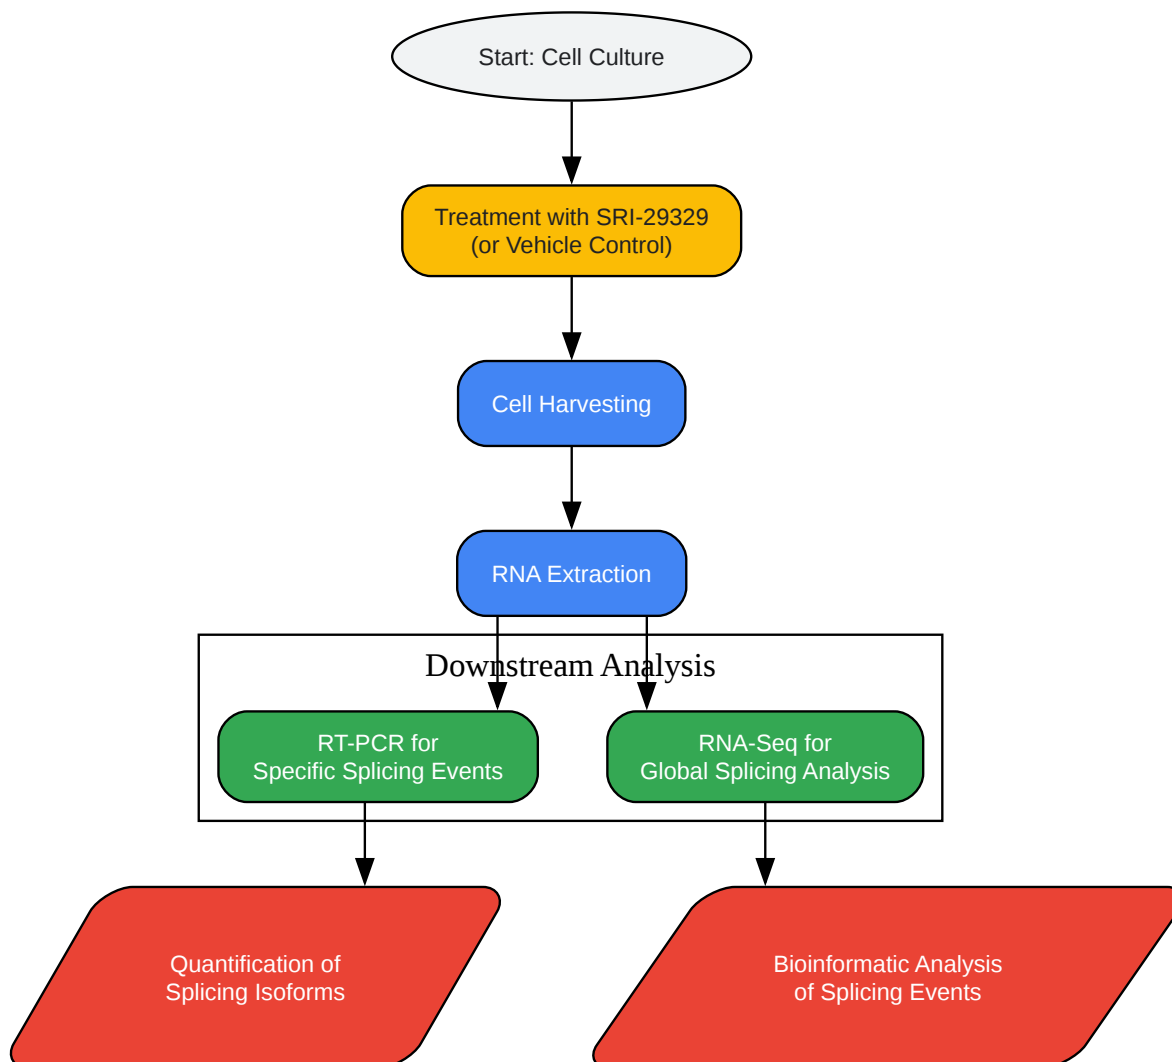 Start: Cell Culture
Treatment with SRI-29329
(or Vehicle Control)
Cell Harvesting
RNA Extraction
Downstream Analysis
RT-PCR for
Specific Splicing Events
RNA-Seq for
Global Splicing Analysis
Quantification of
Splicing Isoforms
Bioinformatic Analysis
of Splicing Events